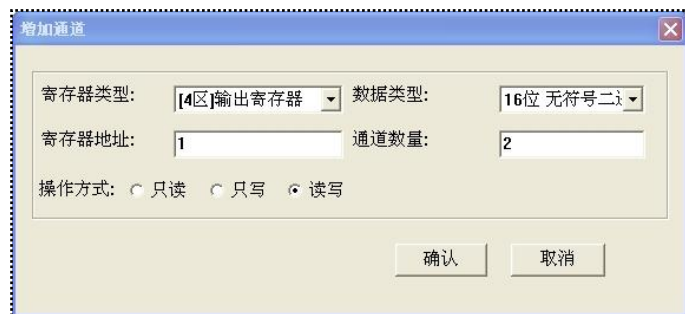 增加通道
寄存器类型: [4区]输出寄存器 数据类型: 16位 无符号二
寄存器地址: 1 通道数量: 2
操作方式: 只读 只写 读写
确认 取消